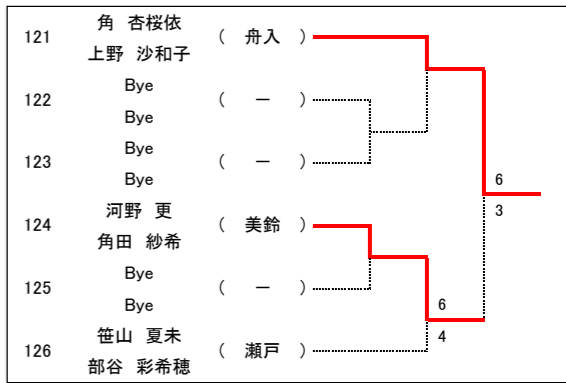 角 杏桜依
121 ( 舟入 )
上野 沙和子
Bye
122 ( ー )
Bye
Bye
123 ( ー )
Bye
6
3
河野 更
124 ( 美鈴 )
角田 紗希
Bye
125 ( ー )
Bye
6
4
笹山 夏未
126 ( 瀬戸 )
部谷 彩希穂